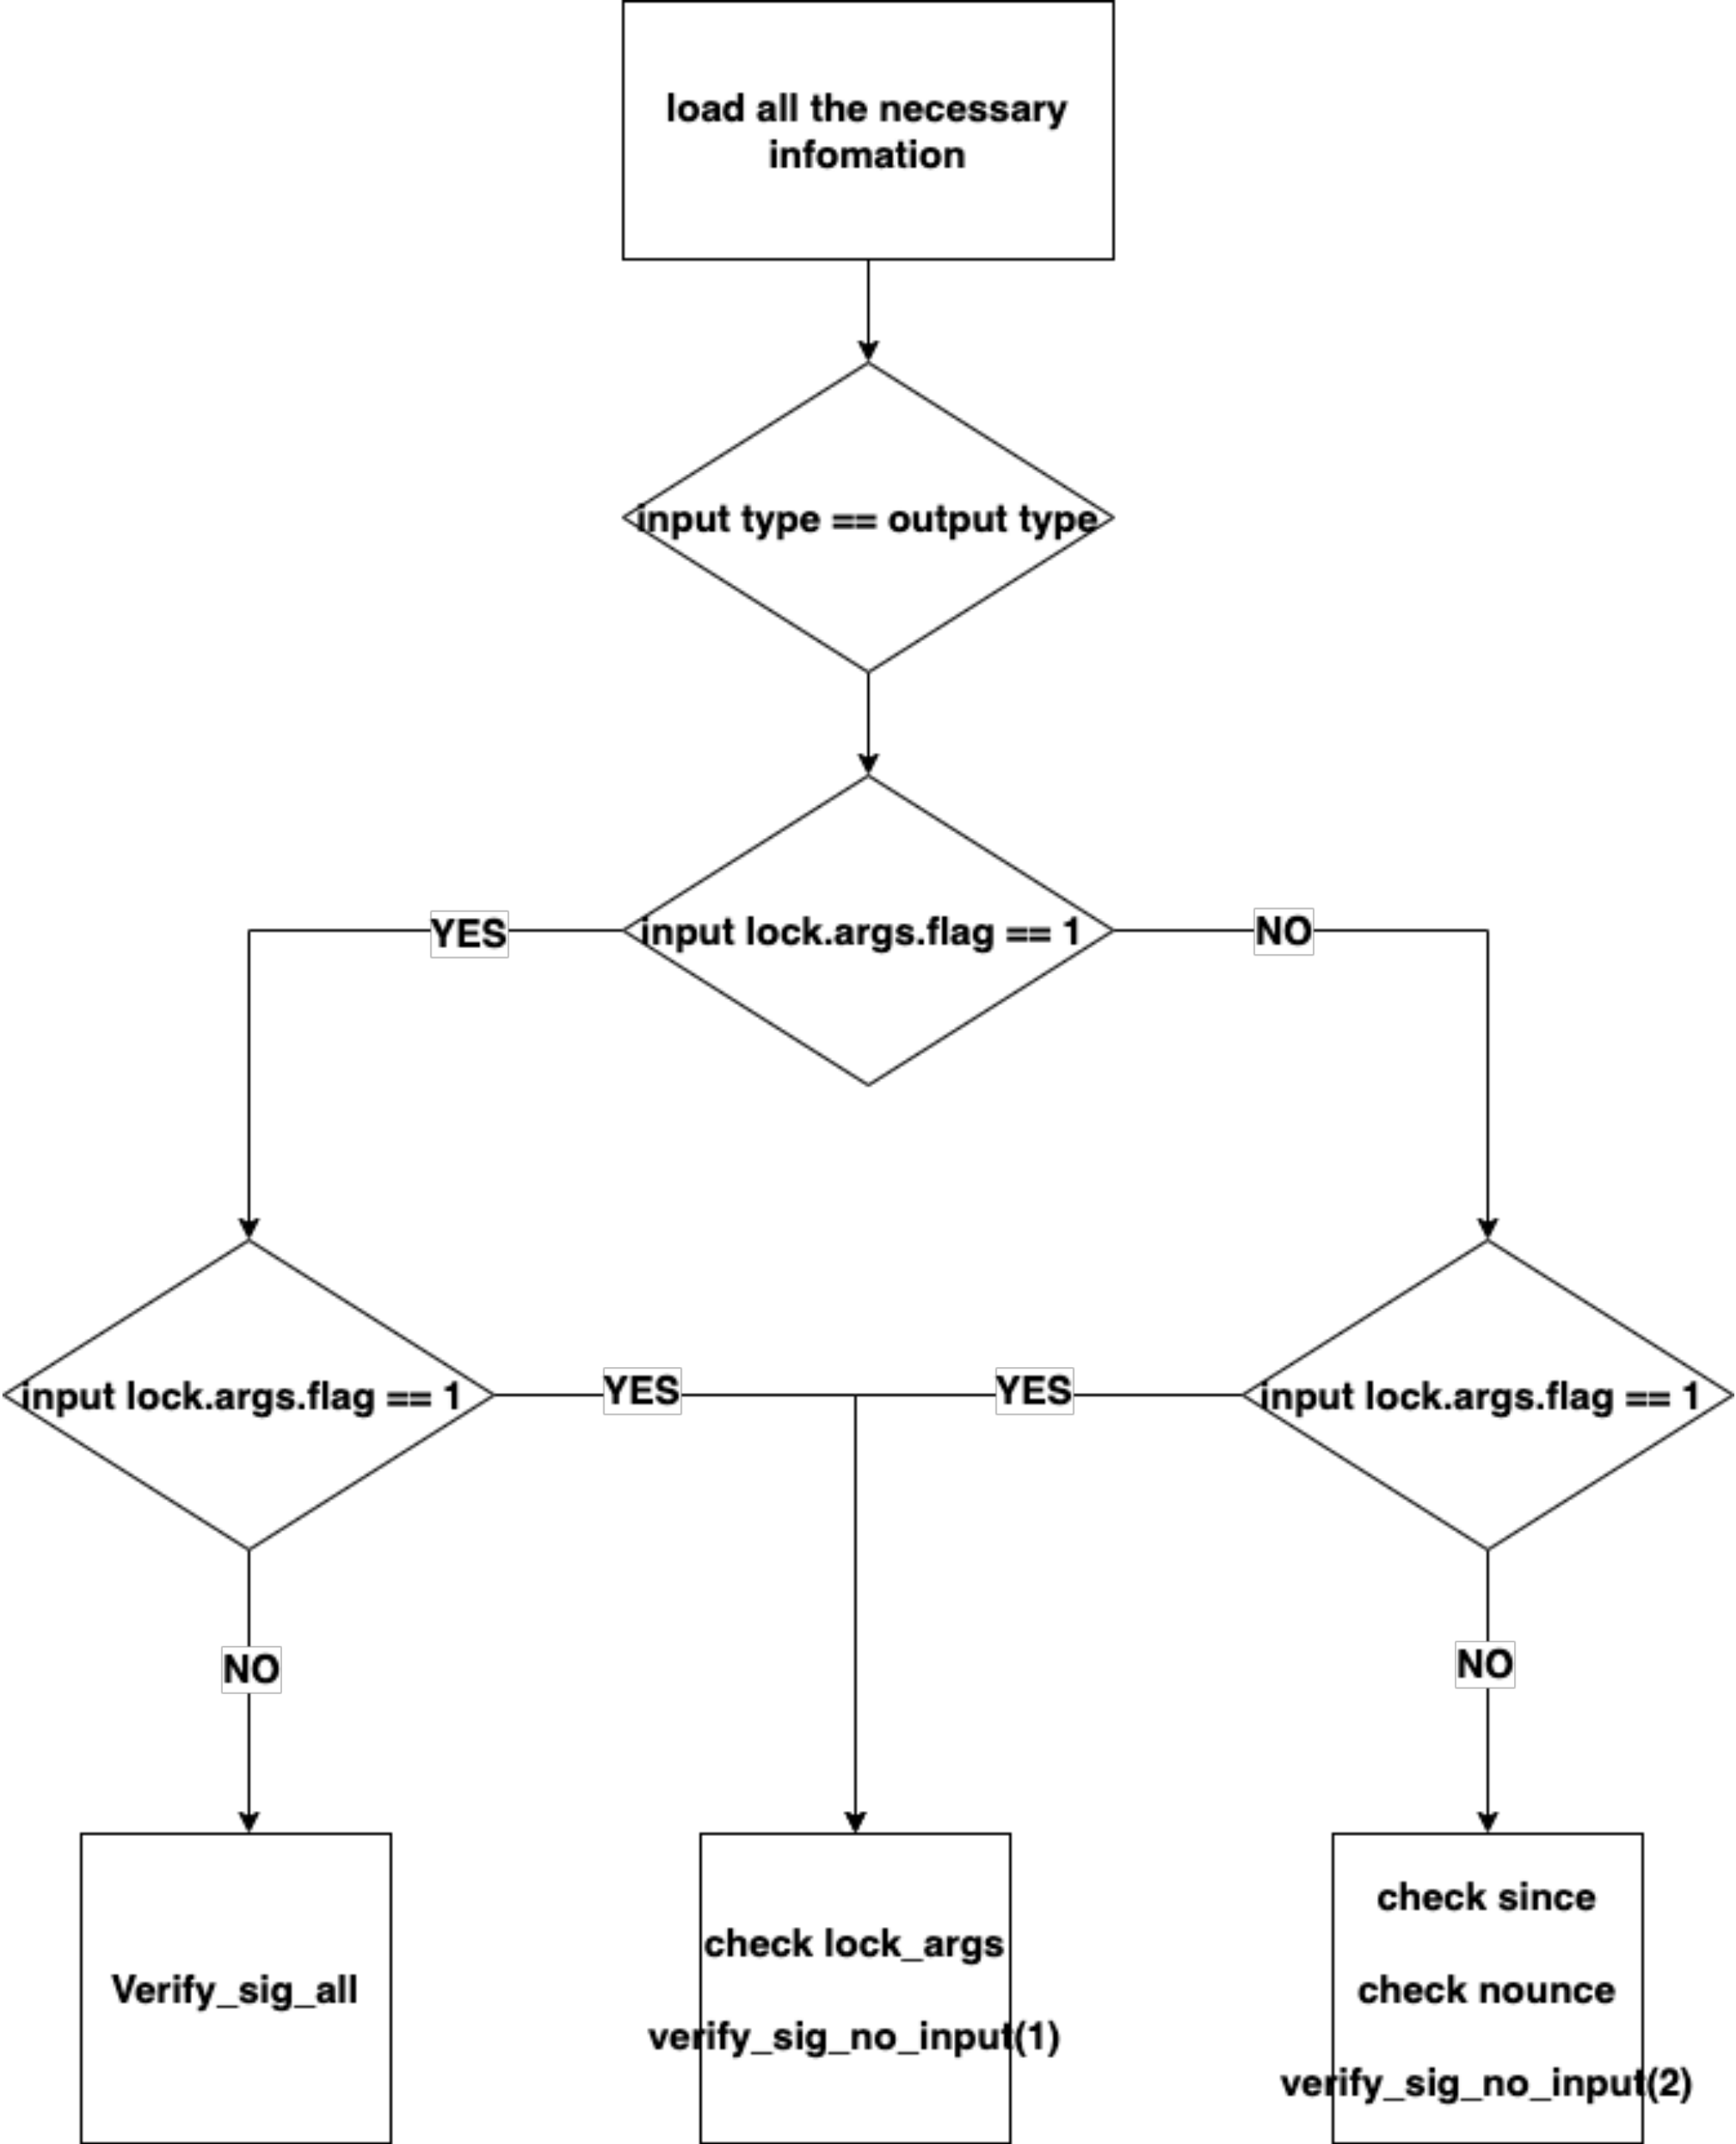 load all the necessary
infomation
input type == output type
YES
input lock.args.flag == 1
NO
input lock.args.flag == 1
YES
YES
input lock.args.flag == 1
NO
NO
Verify_sig_all
check lock_args
verify_sig_no_input(1)
check since
check nounce
verify_sig_no_input(2)